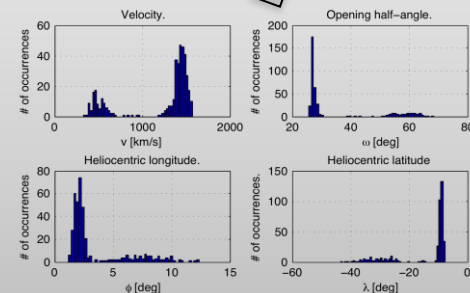 Velocity.
# of occurrences
60
40
20
0
0 1000 2000
v [km/s]
Opening half-angle.
# of occurrences
200
150
100
50
0
20 40 60 80
ω [deg]
Heliocentric longitude.
# of occurrences
80
60
40
20
0
0 5 10 15
ϕ [deg]
Heliocentric latitude
# of occurrences.
150
100
50
0
−60 −40 −20 0
λ [deg]